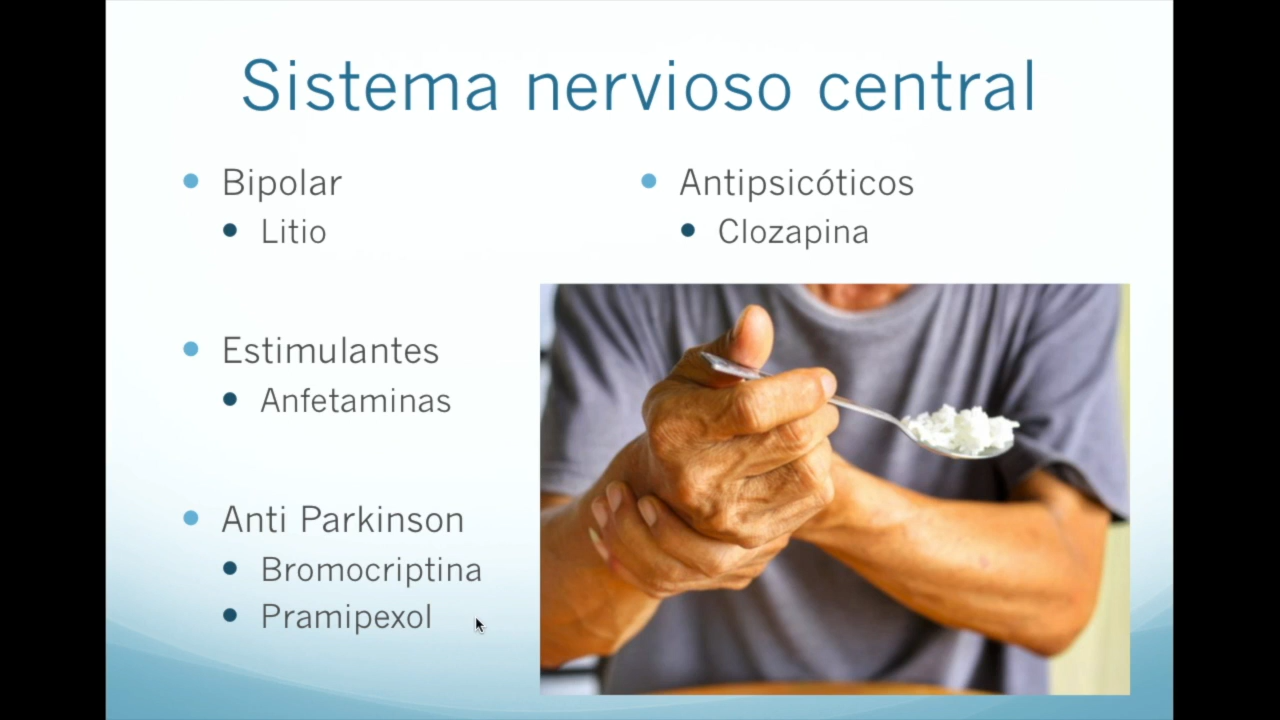 Sistema nervioso central
Bipolar
Litio
Estimulantes
Anfetaminas
Anti Parkinson
Bromocriptina
Pramipexol
Antipsicóticos
Clozapina